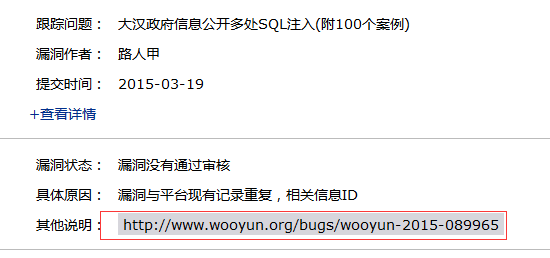 跟踪问题： 大汉政府信息公开多处SQL注入(附100个案例)
漏洞作者： 路人甲
提交时间： 2015-03-19
+查看详情
漏洞状态： 漏洞没有通过审核
具体原因： 漏洞与平台现有记录重复，相关信息ID
其他说明： http://www.wooyun.org/bugs/wooyun-2015-089965